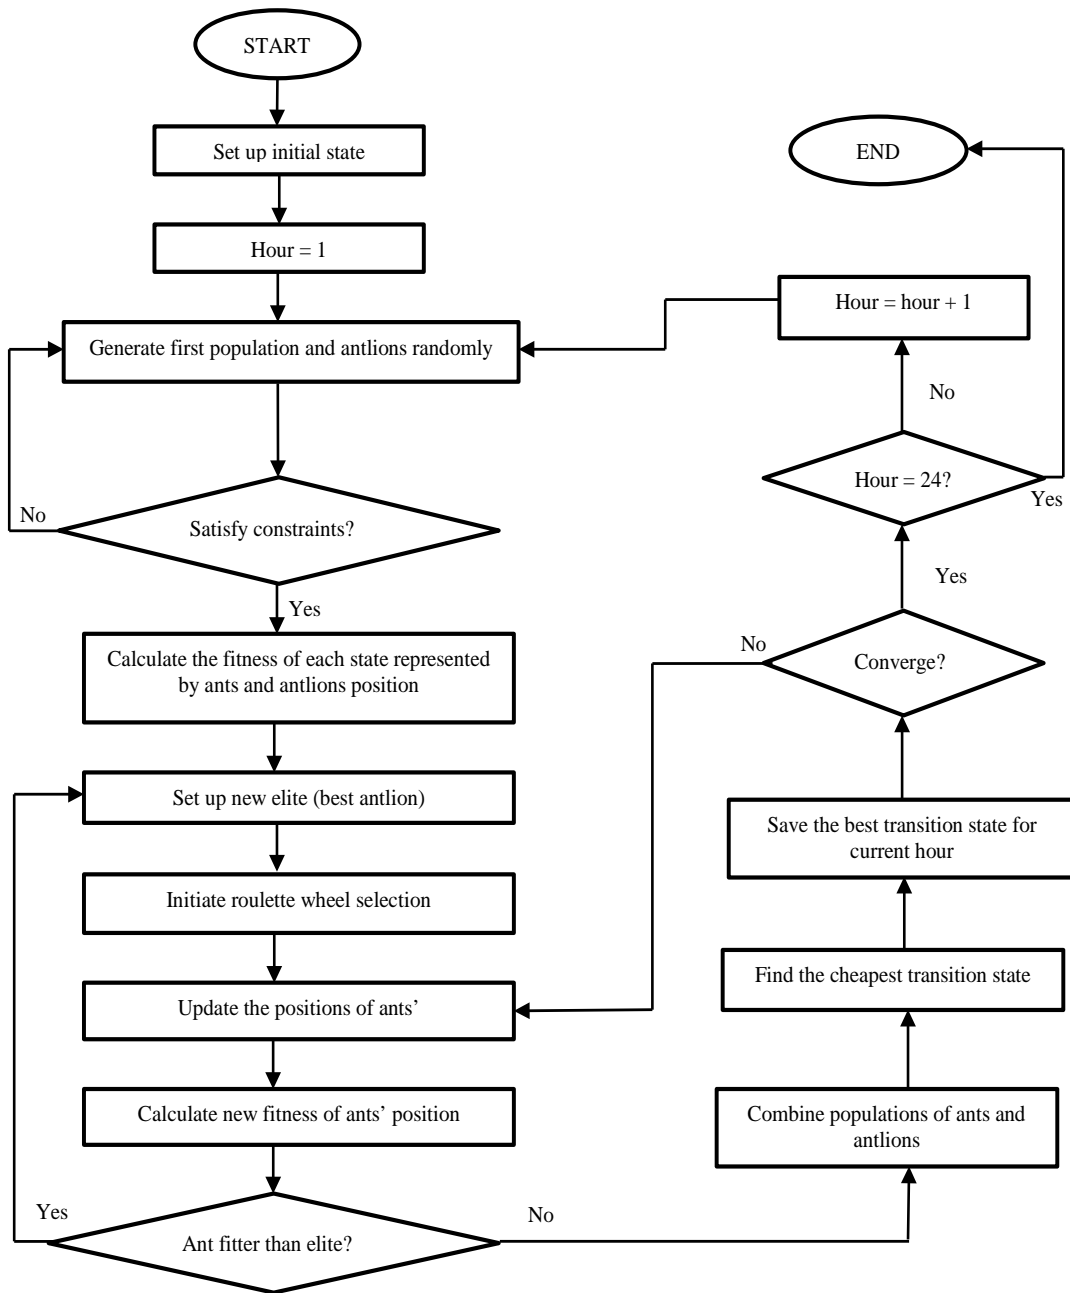 START
Set up initial state
Hour = 1
Generate first population and antlions randomly
No
Satisfy constraints?
Yes
Calculate the fitness of each state represented
by ants and antlions position
Set up new elite (best antlion)
Initiate roulette wheel selection
Update the positions of ants’
Calculate new fitness of ants’ position
Yes
Ant fitter than elite?
No
Combine populations of ants and
antlions
Find the cheapest transition state
Save the best transition state for
current hour
No
Converge?
Yes
Hour = 24?
Yes
No
Hour = hour + 1
END